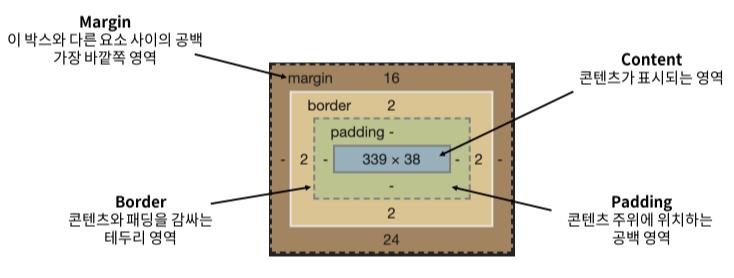 Margin
이 박스와 다른 요소 사이의 공백
가장 바깥쪽 영역
Content
콘텐츠가 표시되는 영역
margin 16
border 2
padding -
- 2 - 339 × 38 - 2 -
-
2
24
Border
콘텐츠와 패딩을 감싸는
테두리 영역
Padding
콘텐츠 주위에 위치하는
공백 영역